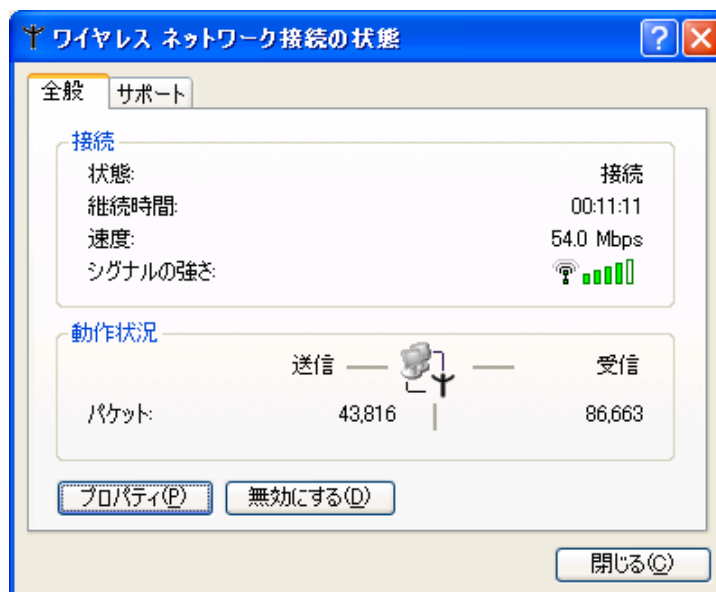 ワイヤレス ネットワーク接続の状態
全般 サポート
接続
状態: 接続
継続時間: 00:11:11
速度: 54.0 Mbps
シグナルの強さ:
動作状況
送信 受信
パケット: 43,816 86,663
プロパティ(P) 無効にする(D)
閉じる(C)